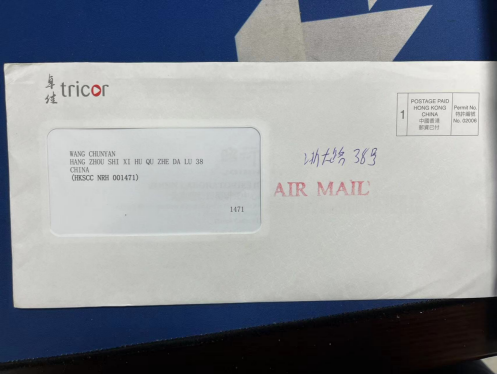 卓佳 tricor
1
POSTAGE PAID
HONG KONG
CHINA
中國香港
郵資已付
Permit No.
特許編號
No. 02006
WANG CHUNYAN
HANG ZHOU SHI XI HU QU ZHE DA LU 38
CHINA
(HKSCC NRH 001471)
1471
浙大路 38号
AIR MAIL